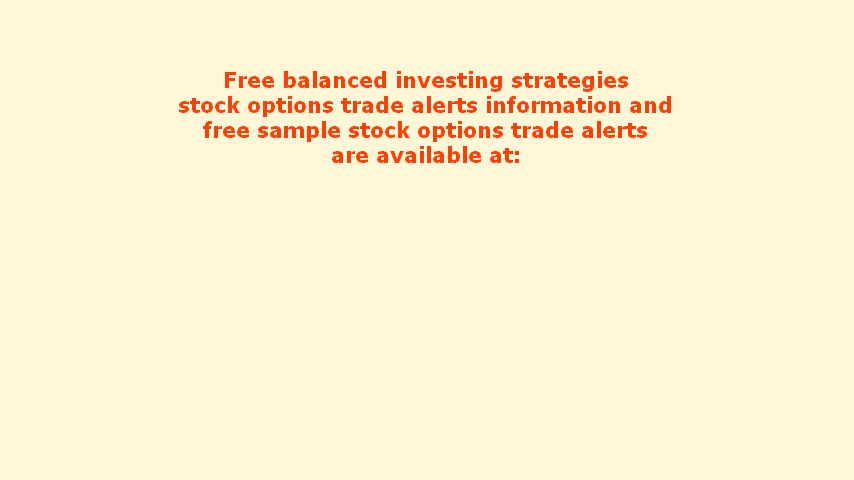 Free balanced investing strategies
stock options trade alerts information and
free sample stock options trade alerts
are available at: